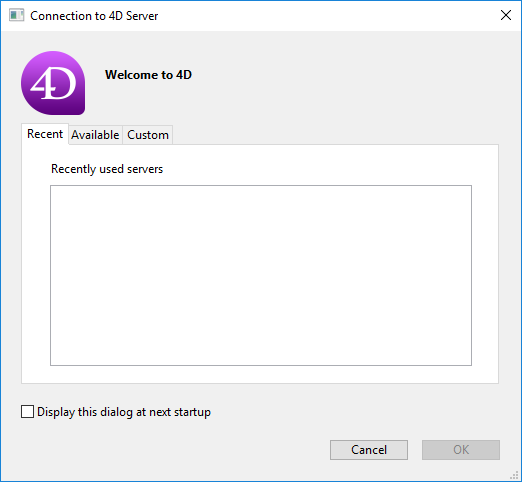 Connection to 4D Server
4D
Welcome to 4D
Recent Available Custom
Recently used servers
Display this dialog at next startup
Cancel OK